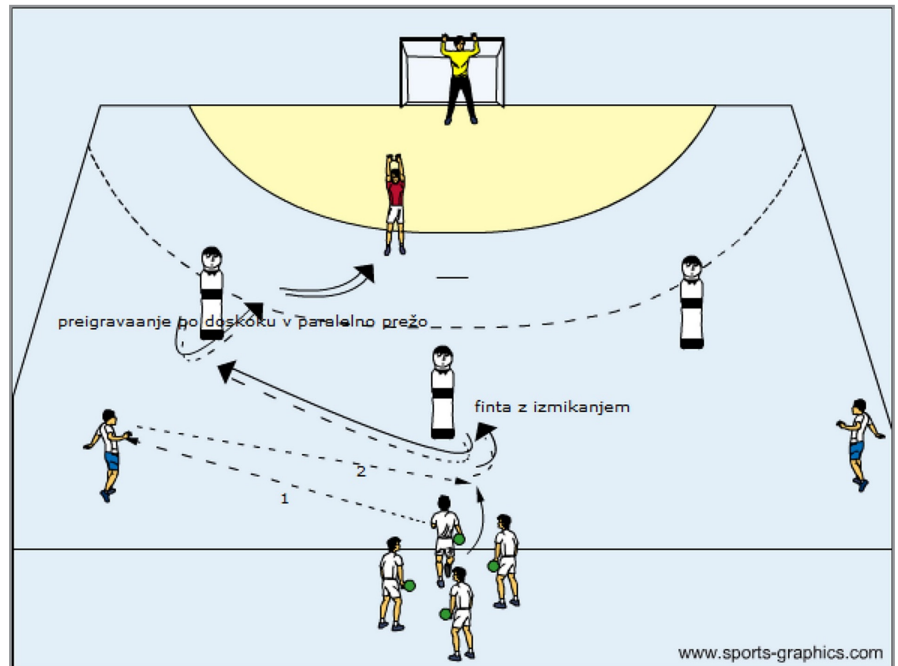 preigravaanje po doskoku v paralelno prežo
finta z izmikanjem
2
1
www.sports-graphics.com